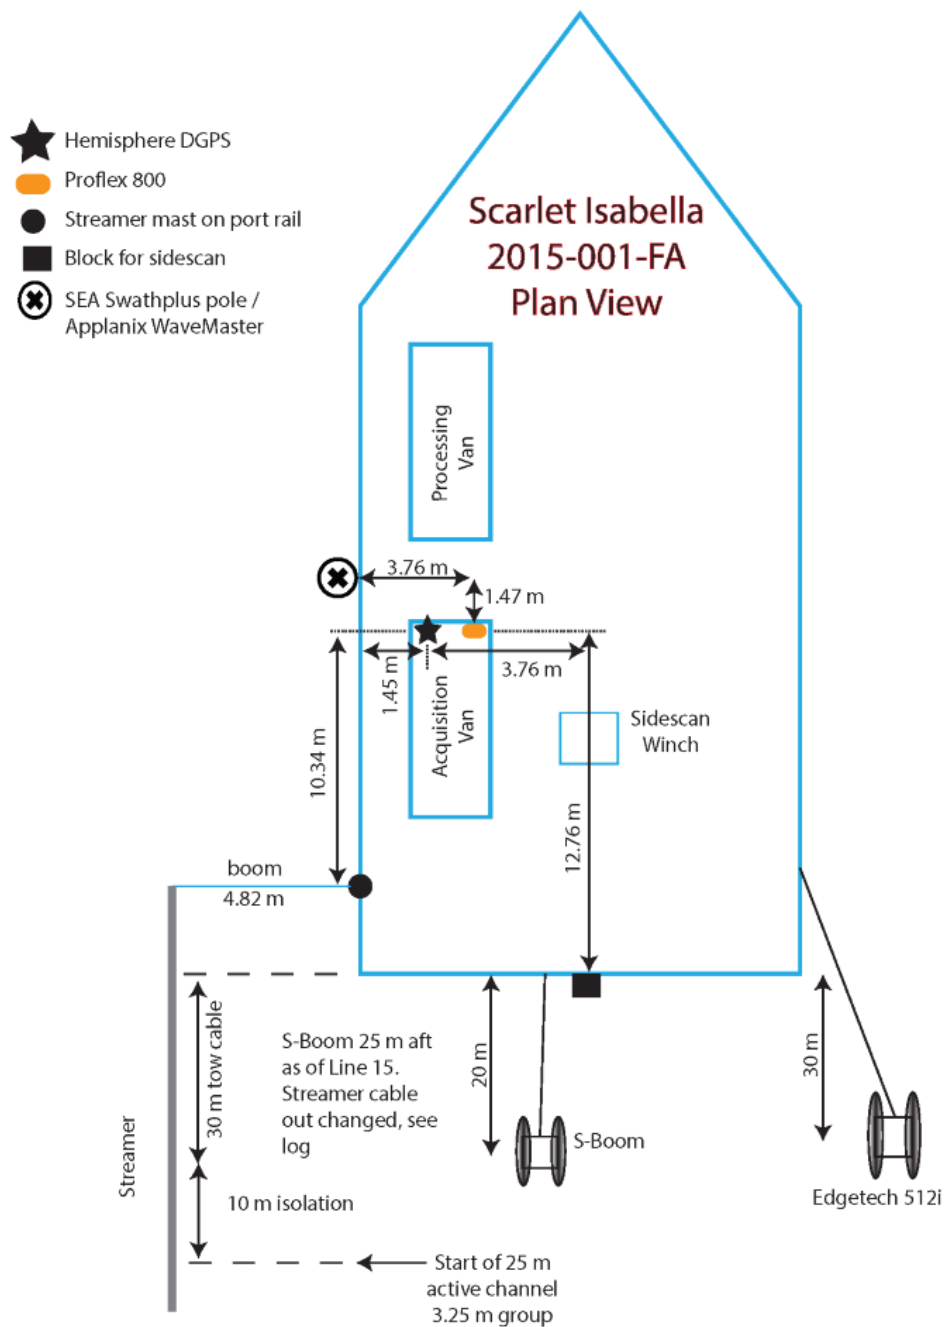 Hemisphere DGPS
Proflex 800
Streamer mast on port rail
Block for sidescan
SEA Swathplus pole /
Applanix WaveMaster
Scarlet Isabella
2015-001-FA
Plan View
Processing
Van
3.76 m
1.47 m
1.45 m
3.76 m
Acquisition
Van
Sidescan
Winch
10.34 m
12.76 m
boom
4.82 m
Streamer
30 m tow cable
S-Boom 25 m aft
as of Line 15.
Streamer cable
out changed, see
log
20 m
30 m
S-Boom
Edgetech 512i
10 m isolation
Start of 25 m
active channel
3.25 m group